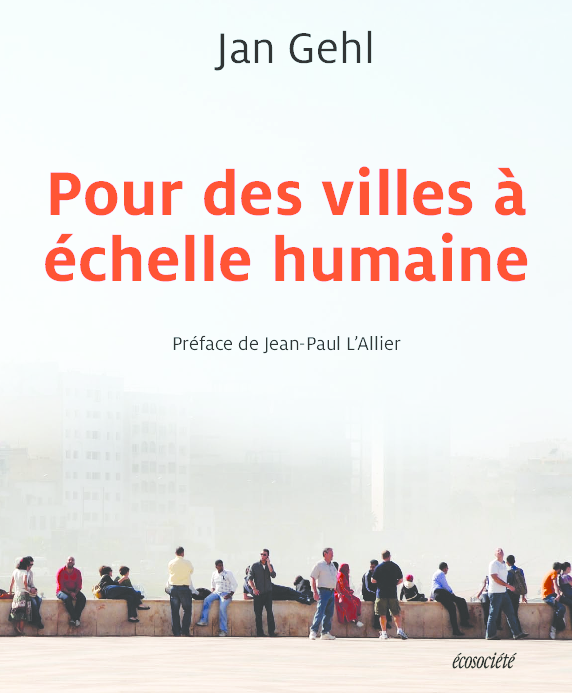 Jan Gehl
Pour des villes à
échelle humaine
Préface de Jean-Paul L'Allier
écosociété